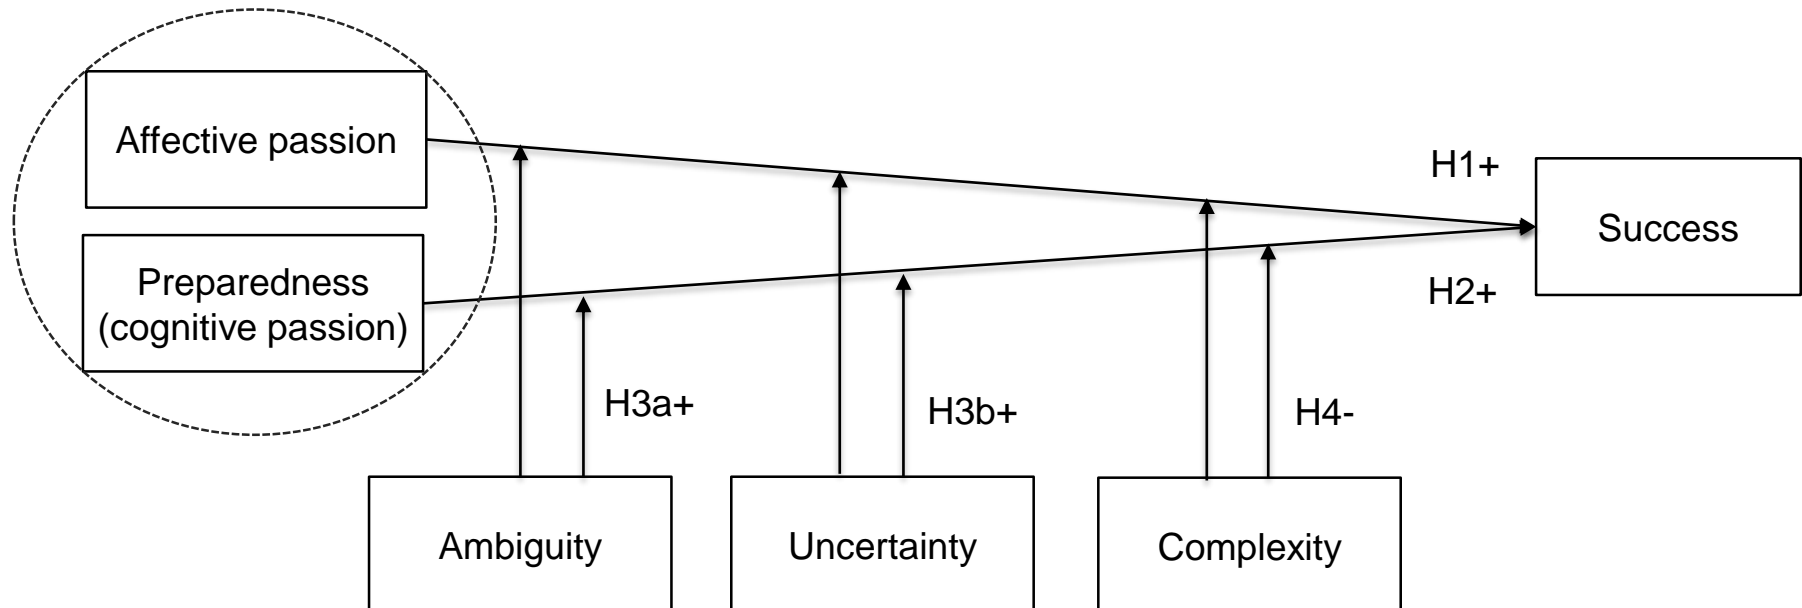 Affective passion
H1+
Success
Preparedness
(cognitive passion)
H2+
H3a+
H3b+
H4-
Ambiguity
Uncertainty
Complexity